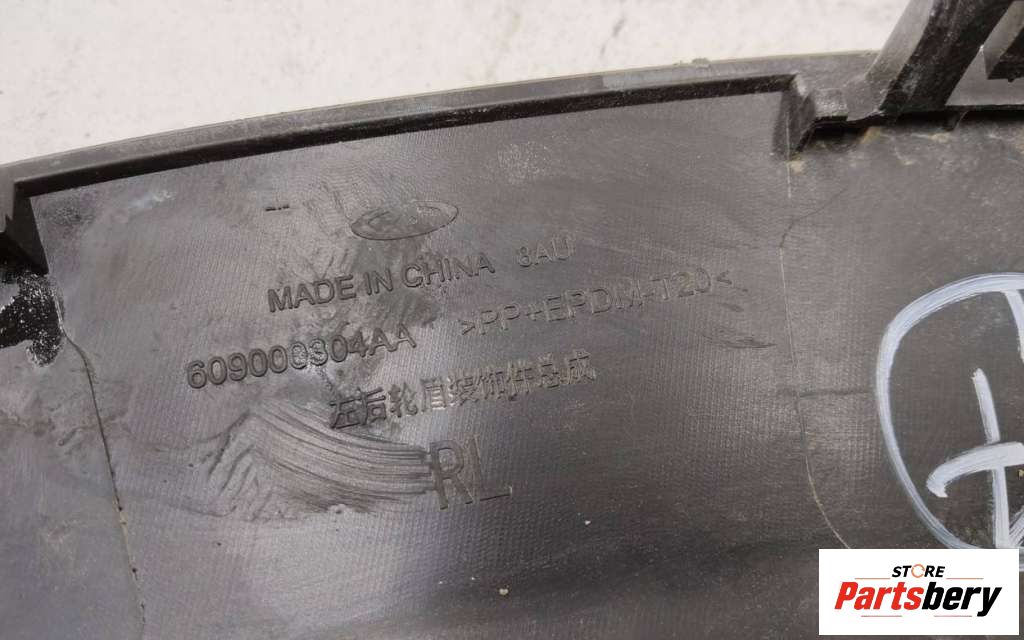 MADE IN CHINA 8AU
609000304AA >PP+EPDM-T20<
左后轮眉装饰件总成
RL
STORE
Partsbery